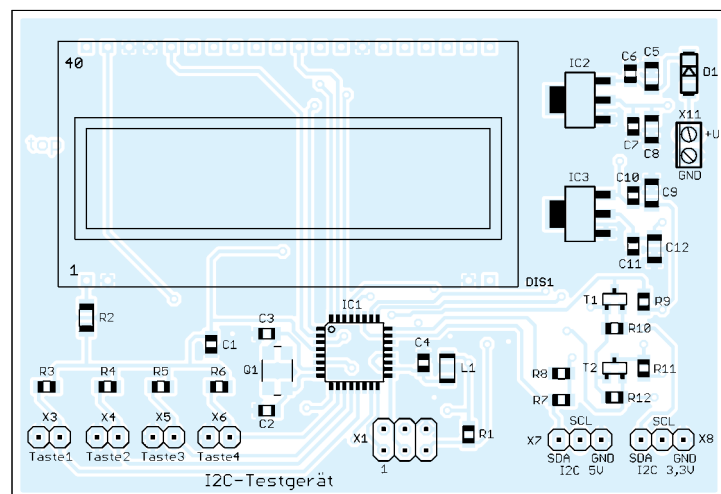 40
IC2
C6
C5
D1
X11
+U
top
C7
C8
GND
IC3
C10
C9
1
C11
C12
DIS1
IC1
T1
R9
R2
C3
R10
C1
C4
T2
Q1
L1
R8
R11
R3
R4
R5
R6
R7
R12
C2
X3
X4
X5
X6
X1
R1
SCL
SCL
X7
X8
Taste1
Taste2
Taste3
Taste4
SDA
GND
SDA
GND
1
I2C 5V
I2C 3,3V
I2C-Testgerät